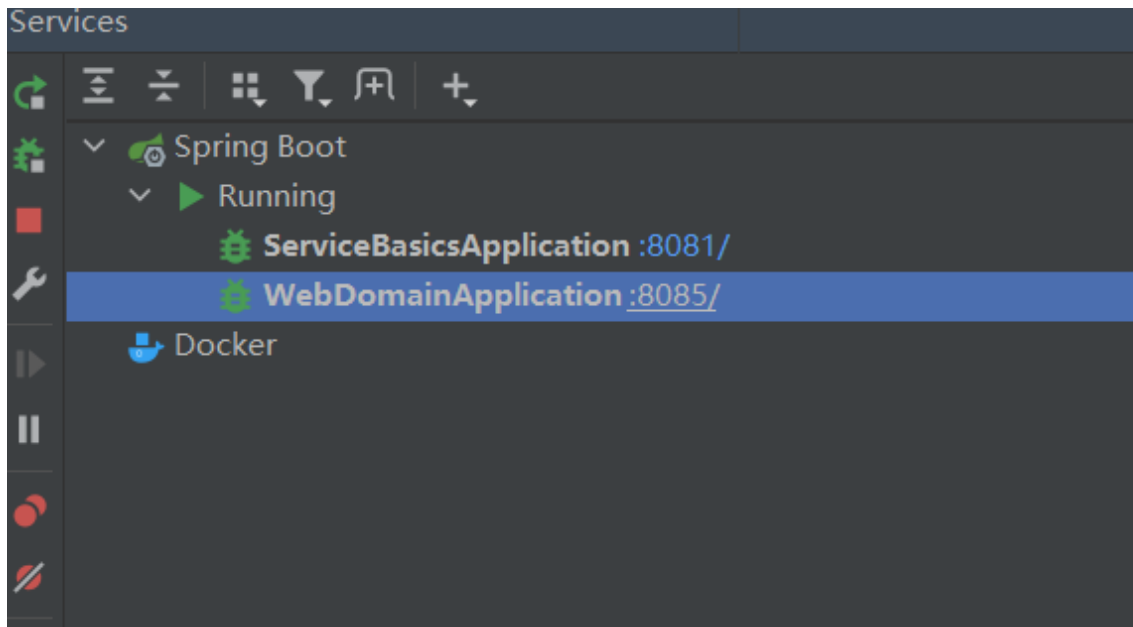 Services
Spring Boot
Running
ServiceBasicsApplication :8081/
WebDomainApplication :8085/
Docker